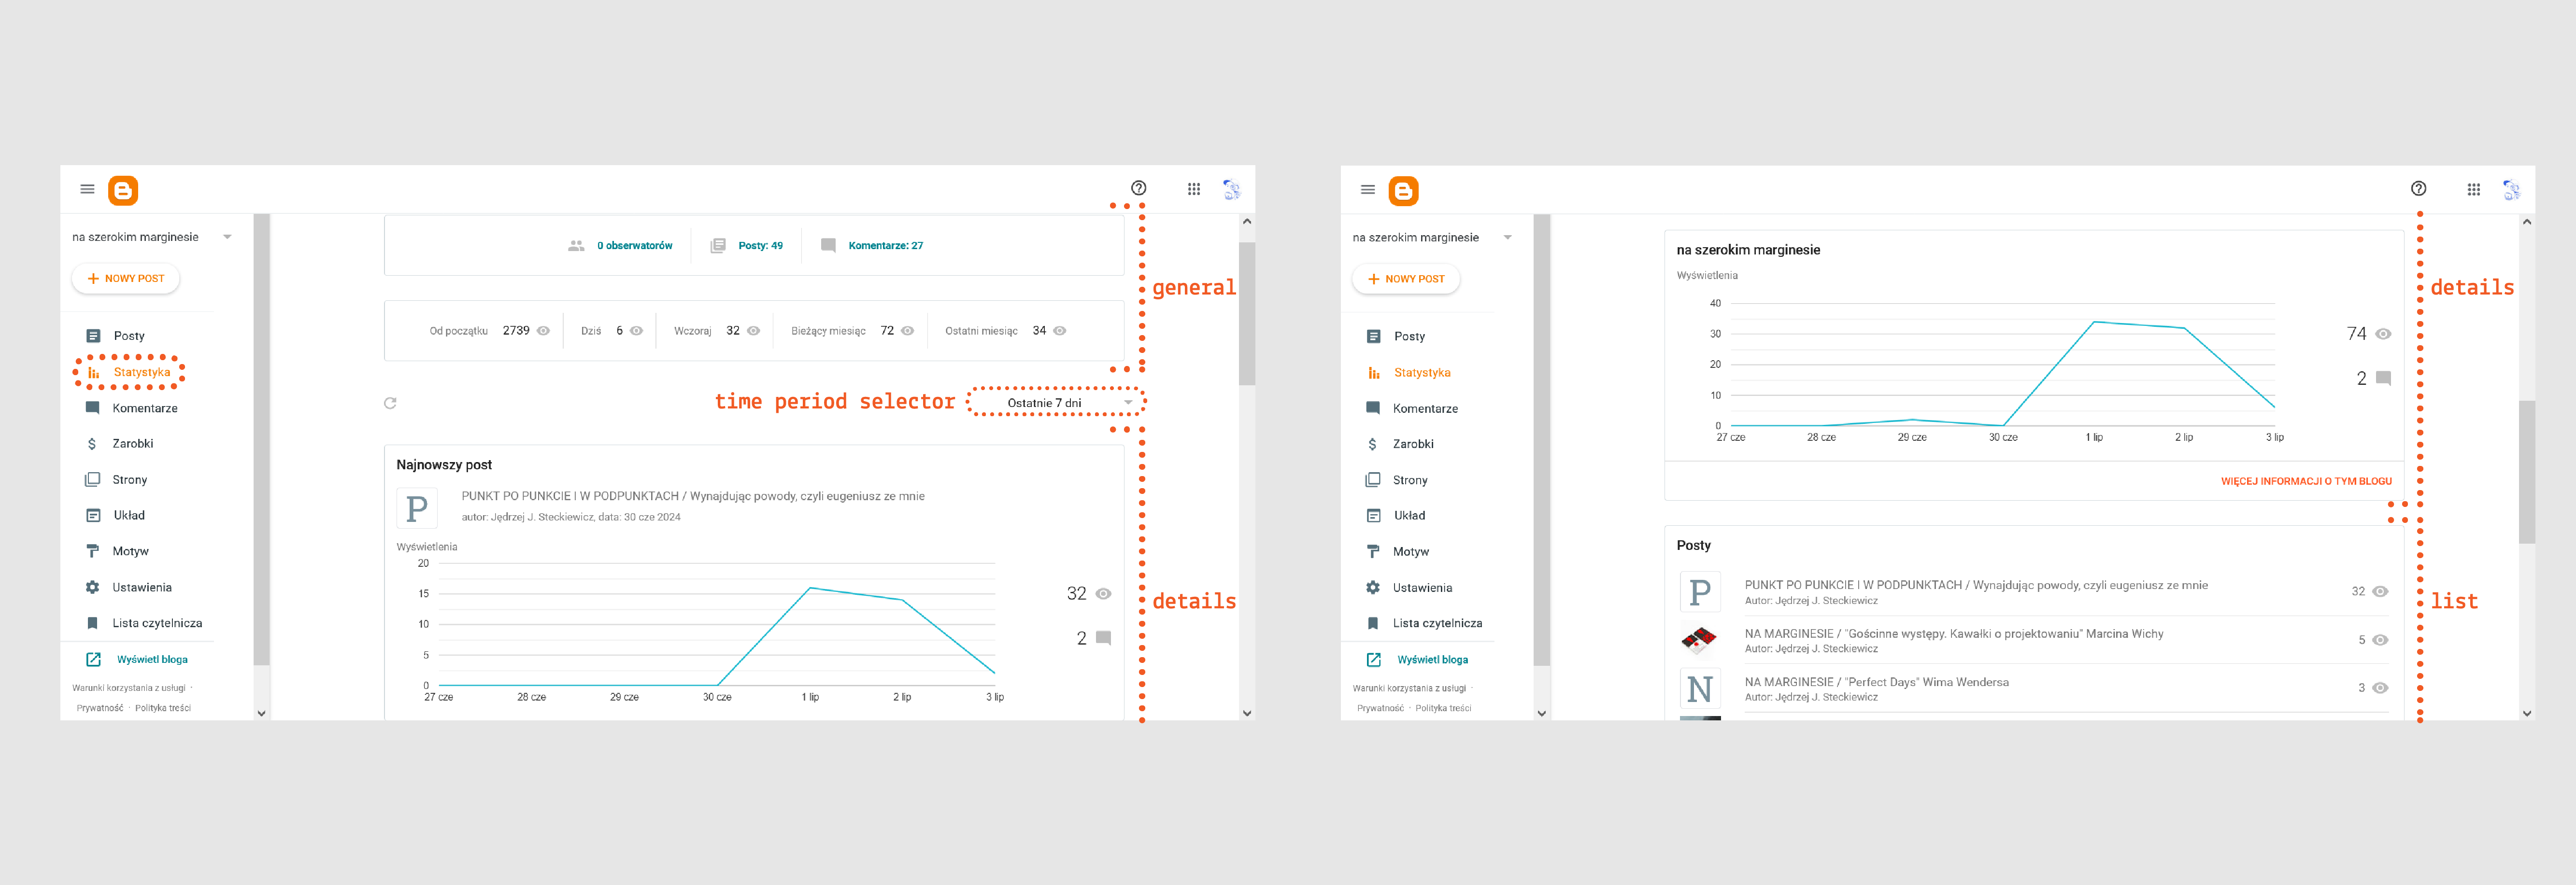 na szerokim marginesie
NOWY POST
Posty
Statystyka
Komentarze
Zarobki
Strony
Układ
Motyw
Ustawienia
Lista czytelnicza
Wyświetl bloga
Warunki korzystania z usługi ·
Prywatność · Polityka treści
0 obserwatorów Posty: 49 Komentarze: 27
general
Od początku 2739 Dziś 6 Wczoraj 32 Bieżący miesiąc 72 Ostatni miesiąc 34
time period selector Ostatnie 7 dni
Najnowszy post
P PUNKT PO PUNKCIE I W PODPUNKTACH / Wynajdując powody, czyli eugeniusz ze mnie
autor: Jędrzej J. Steckiewicz, data: 30 cze 2024
Wyświetlenia
20
15
10
5
0
27 cze 28 cze 29 cze 30 cze 1 lip 2 lip 3 lip
32
2
details
na szerokim marginesie
NOWY POST
Posty
Statystyka
Komentarze
Zarobki
Strony
Układ
Motyw
Ustawienia
Lista czytelnicza
Wyświetl bloga
Warunki korzystania z usługi ·
Prywatność · Polityka treści
na szerokim marginesie
Wyświetlenia
40
30
20
10
0
27 cze 28 cze 29 cze 30 cze 1 lip 2 lip 3 lip
74
2
details
WIĘCEJ INFORMACJI O TYM BLOGU
Posty
P PUNKT PO PUNKCIE I W PODPUNKTACH / Wynajdując powody, czyli eugeniusz ze mnie 32
Autor: Jędrzej J. Steckiewicz
NA MARGINESIE / "Gościnne występy. Kawałki o projektowaniu" Marcina Wichy 5
Autor: Jędrzej J. Steckiewicz
N NA MARGINESIE / "Perfect Days" Wima Wendersa 3
Autor: Jędrzej J. Steckiewicz
list